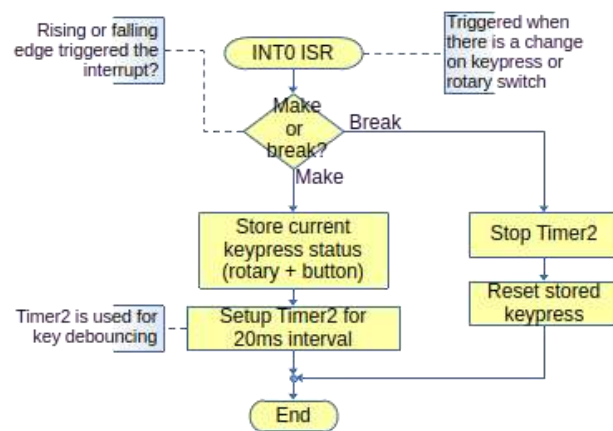 Rising or falling
edge triggered the
interrupt?
INT0 ISR
Triggered when
there is a change
on keypress or
rotary switch
Make
or
break?
Break
Make
Store current
keypress status
(rotary + button)
Stop Timer2
Reset stored
keypress
Timer2 is used for
key debouncing
Setup Timer2 for
20ms interval
End